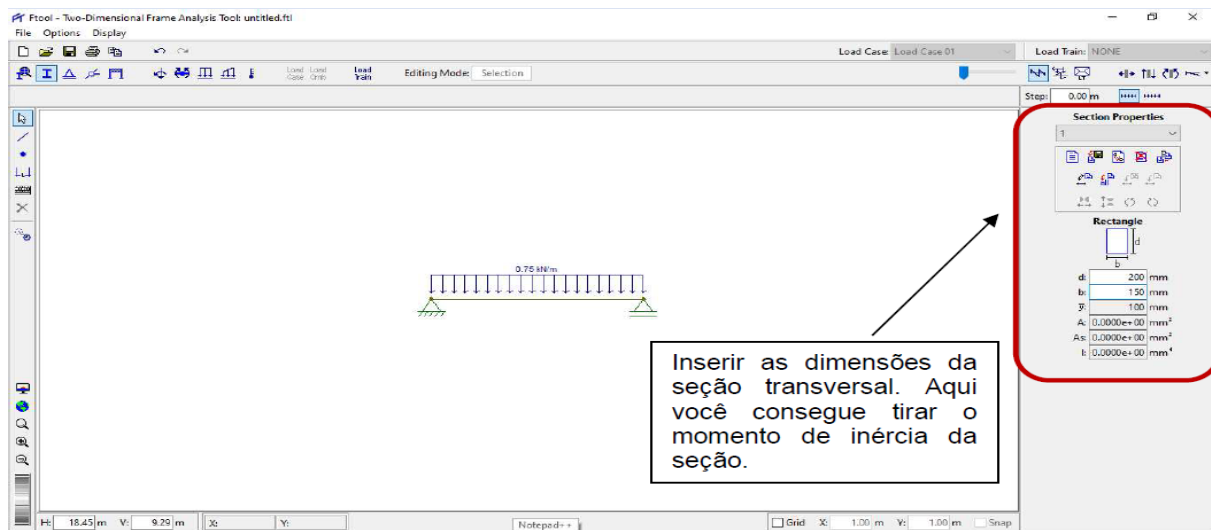 Ftool - Two-Dimensional Frame Analysis Tool: untitled.ftl
File Options Display
Load Case: Load Case 01
Load Train: NONE
Load Case
Load Cmb
Load Train
Editing Mode: Selection
Step: 0.00 m
Section Properties
1
Rectangle
d
b
d: 200 mm
b: 150 mm
y: 100 mm
A: 0.0000e+00 mm²
As: 0.0000e+00 mm²
I: 0.0000e+00 mm⁴
0.75 kN/m
Inserir as dimensões da
seção transversal. Aqui
você consegue tirar o
momento de inércia da
seção.
H: 18.45 m V: 9.29 m X: Y:
Notepad++
Grid X: 1.00 m Y: 1.00 m Snap